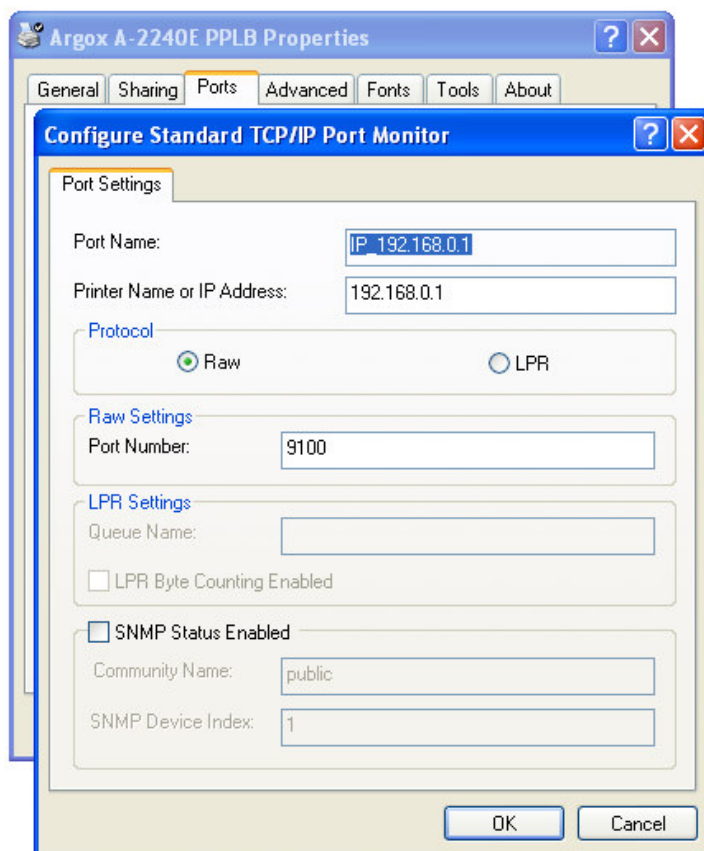 Argox A-2240E PPLB Properties
General Sharing Ports Advanced Fonts Tools About
Configure Standard TCP/IP Port Monitor
Port Settings
Port Name: IP_192.168.0.1
Printer Name or IP Address: 192.168.0.1
Protocol
Raw LPR
Raw Settings
Port Number: 9100
LPR Settings
Queue Name:
LPR Byte Counting Enabled
SNMP Status Enabled
Community Name: public
SNMP Device Index: 1
OK Cancel